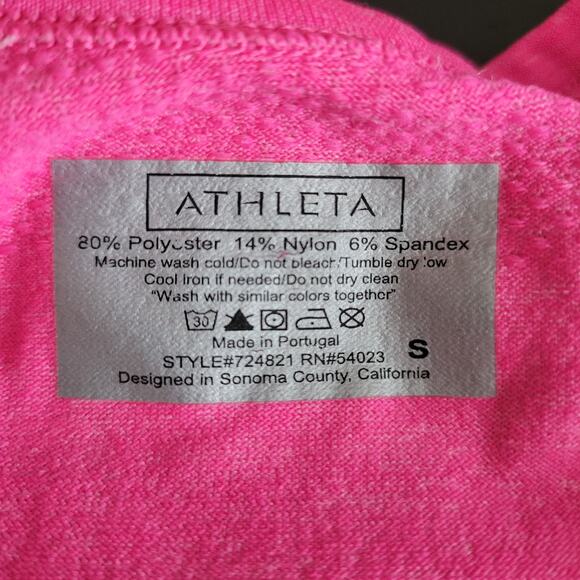 ATHLETA
80% Polyester 14% Nylon 6% Spandex
Machine wash cold/Do not bleach/Tumble dry low
Cool Iron if needed/Do not dry clean
"Wash with similar colors together"
30
Made in Portugal
STYLE#724821 RN#54023 S
Designed in Sonoma County, California